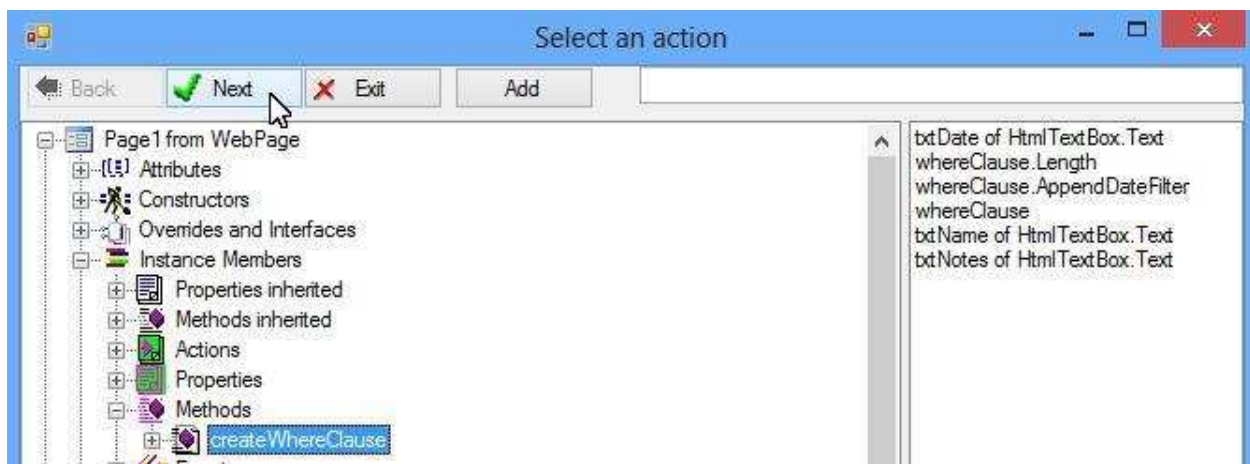 Select an action
Back Next Exit Add
Page1 from WebPage
Attributes
Constructors
Overrides and Interfaces
Instance Members
Properties inherited
Methods inherited
Actions
Properties
Methods
createWhereClause
txtDate of HtmlTextBox.Text
whereClause.Length
whereClause.AppendDateFilter
whereClause
txtName of HtmlTextBox.Text
txtNotes of HtmlTextBox.Text